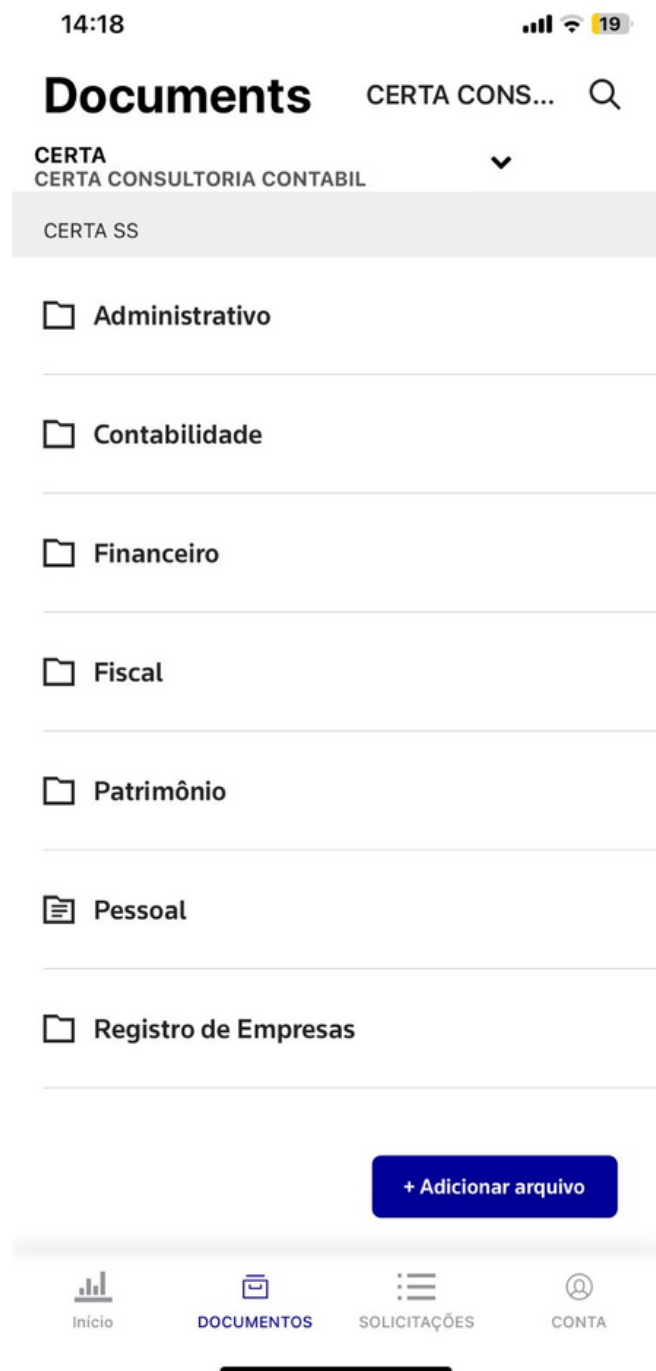 14:18
19
Documents
CERTA CONS...
CERTA
CERTA CONSULTORIA CONTABIL
CERTA SS
Administrativo
Contabilidade
Financeiro
Fiscal
Patrimônio
Pessoal
Registro de Empresas
+ Adicionar arquivo
Início
DOCUMENTOS
SOLICITAÇÕES
CONTA